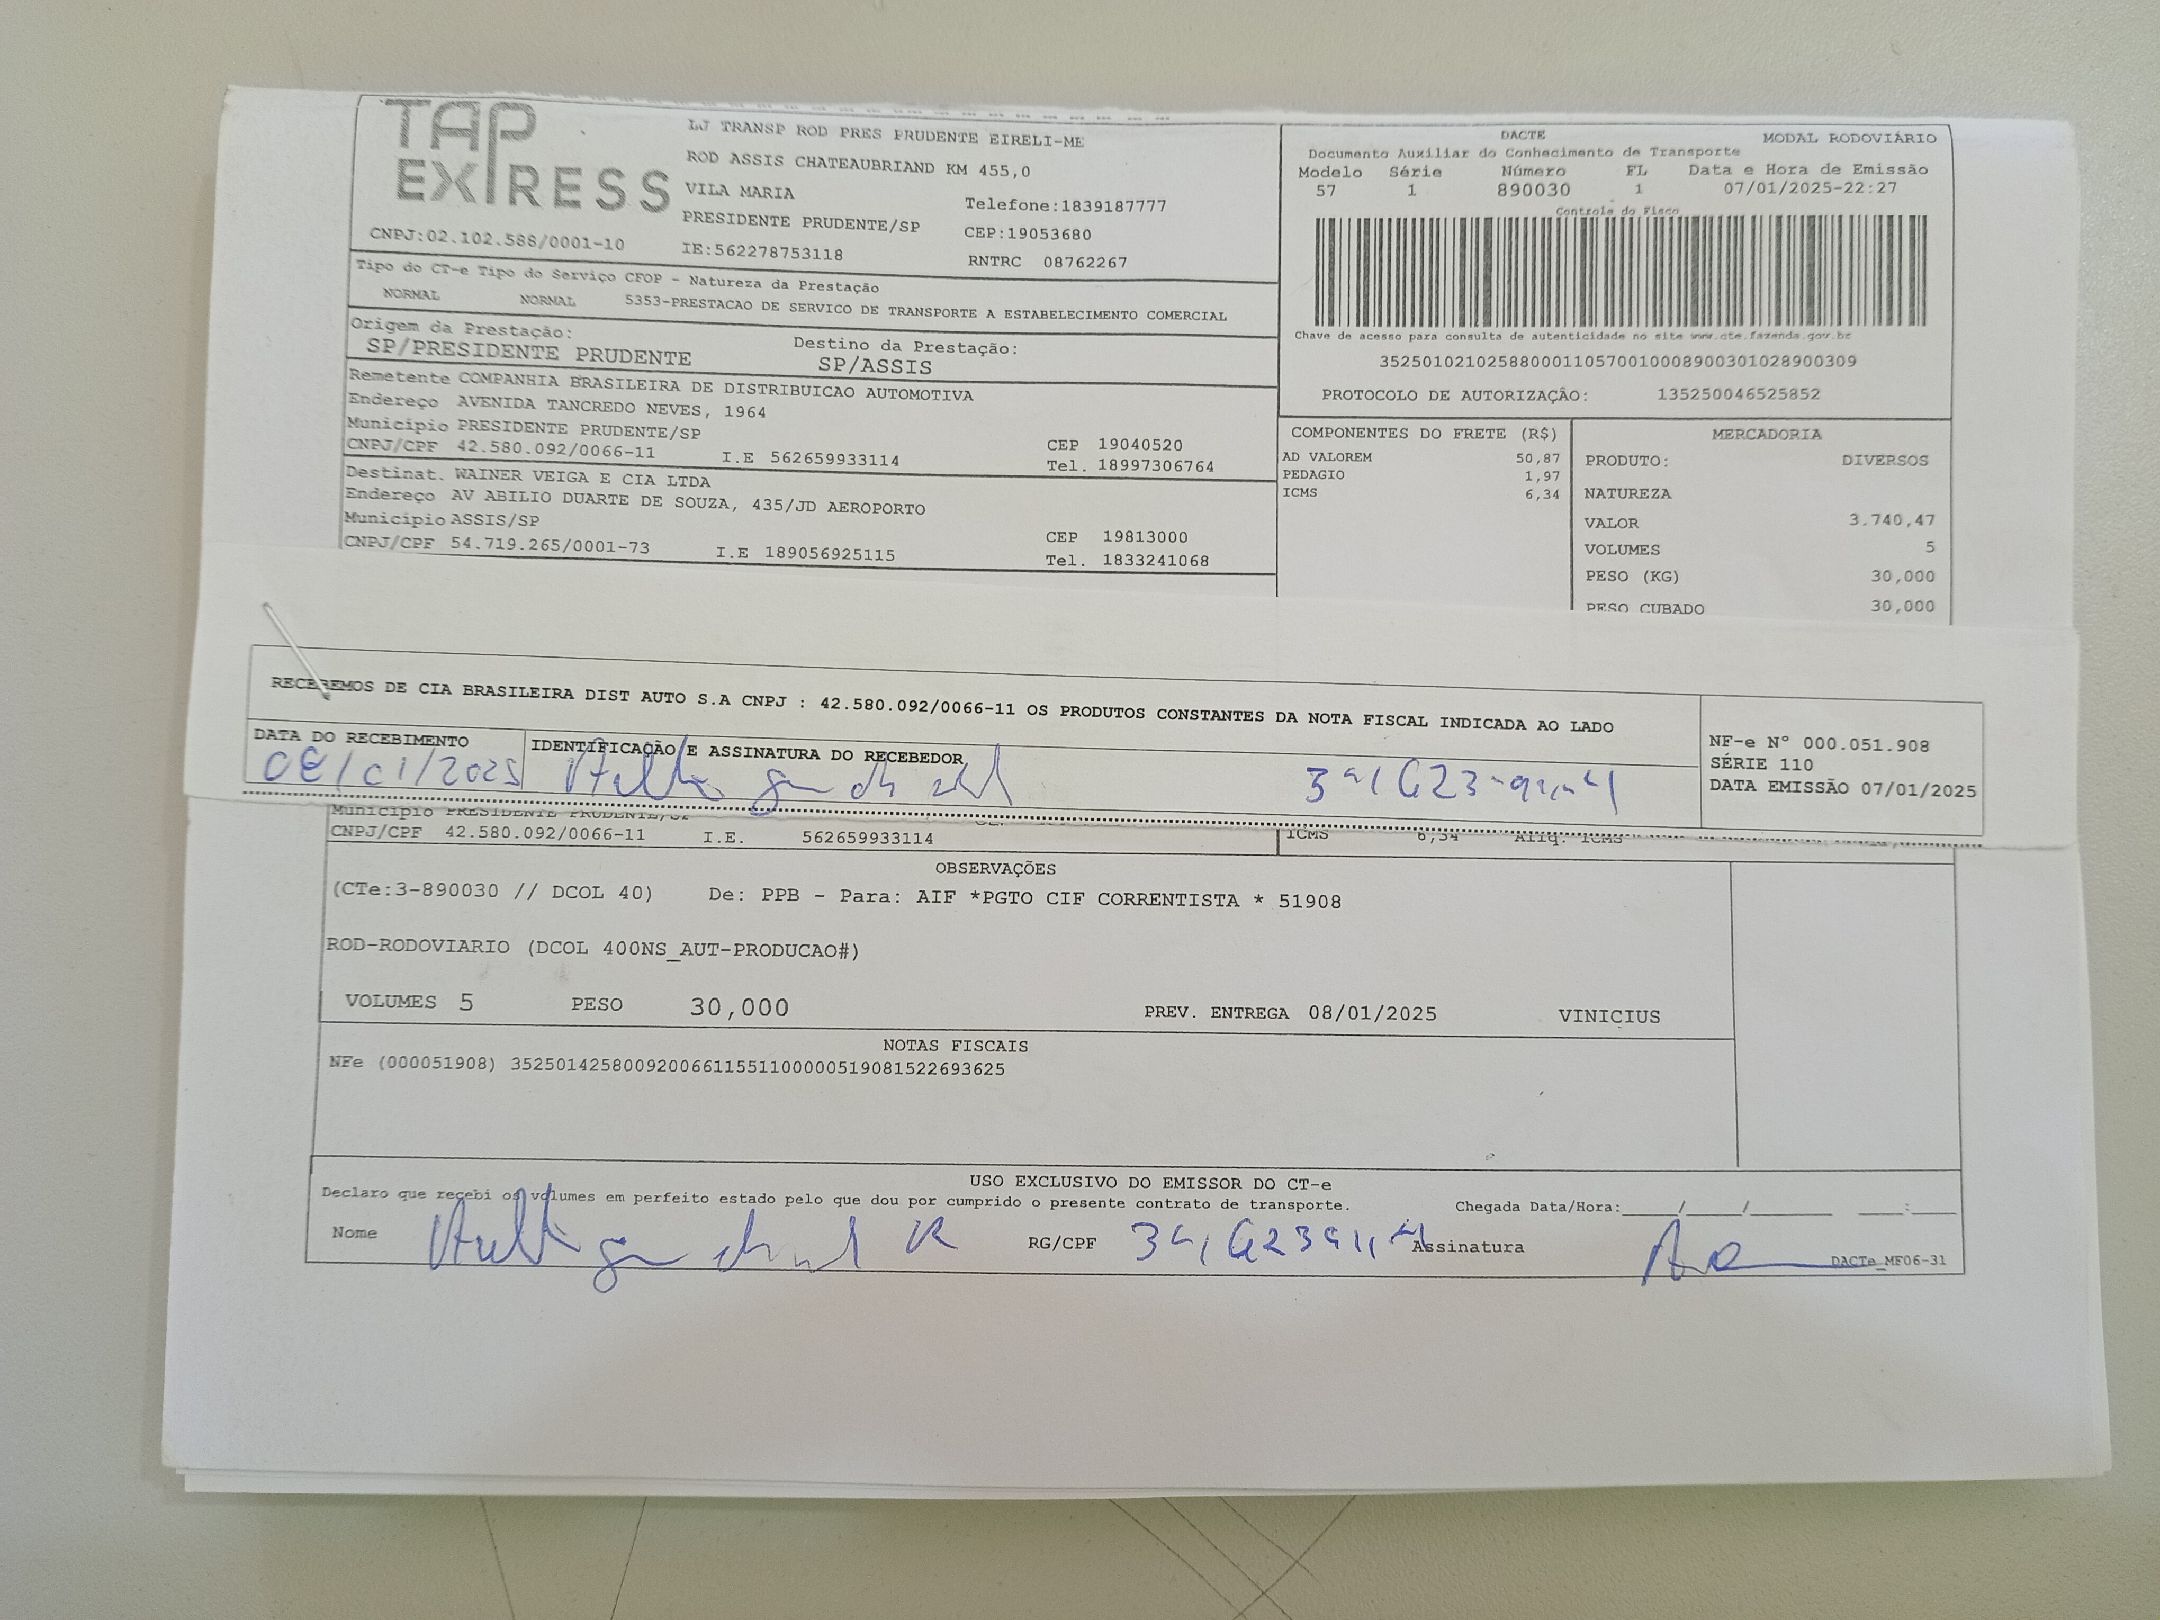 TAP EXPRESS
LJ TRANSP ROD PRES PRUDENTE EIRELI-ME
ROD ASSIS CHATEAUBRIAND KM 455,0
VILA MARIA
Telefone:1839187777
PRESIDENTE PRUDENTE/SP CEP:19053680
CNPJ:02.102.588/0001-10 IE:562278753118 RNTRC 08762267
Tipo do CT-e Tipo do Serviço CFOP - Natureza da Prestação
NORMAL NORMAL 5353-PRESTACAO DE SERVICO DE TRANSPORTE A ESTABELECIMENTO COMERCIAL
Origem da Prestação: Destino da Prestação:
SP/PRESIDENTE PRUDENTE SP/ASSIS
Remetente COMPANHIA BRASILEIRA DE DISTRIBUICAO AUTOMOTIVA
Endereço AVENIDA TANCREDO NEVES, 1964
Município PRESIDENTE PRUDENTE/SP CEP 19040520
CNPJ/CPF 42.580.092/0066-11 I.E 562659933114 Tel. 18997306764
Destinat. WAINER VEIGA E CIA LTDA
Endereço AV ABILIO DUARTE DE SOUZA, 435/JD AEROPORTO
Município ASSIS/SP CEP 19813000
CNPJ/CPF 54.719.265/0001-73 I.E 189056925115 Tel. 1833241068
DACTE MODAL RODOVIÁRIO
Documento Auxiliar do Conhecimento de Transporte
Modelo Série Número FL Data e Hora de Emissão
57 1 890030 1 07/01/2025-22:27
Controle do Fisco
Chave de acesso para consulta de autenticidade no site www.cte.fazenda.gov.br
35250102102588000110570010008900301028900309
PROTOCOLO DE AUTORIZAÇÃO: 135250046525852
COMPONENTES DO FRETE (R$)
AD VALOREM 50,87
PEDAGIO 1,97
ICMS 6,34
MERCADORIA
PRODUTO: DIVERSOS
NATUREZA
VALOR 3.740,47
VOLUMES 5
PESO (KG) 30,000
PESO CUBADO 30,000
RECEBEMOS DE CIA BRASILEIRA DIST AUTO S.A CNPJ : 42.580.092/0066-11 OS PRODUTOS CONSTANTES DA NOTA FISCAL INDICADA AO LADO
DATA DO RECEBIMENTO IDENTIFICAÇÃO E ASSINATURA DO RECEBEDOR
08/01/2025
NF-e Nº 000.051.908
SÉRIE 110
DATA EMISSÃO 07/01/2025
Município PRESIDENTE PRUDENTE/SP
CNPJ/CPF 42.580.092/0066-11 I.E. 562659933114
ICMS 6,34 Aliq. ICMS
OBSERVAÇÕES
(CTe:3-890030 // DCOL 40) De: PPB - Para: AIF *PGTO CIF CORRENTISTA * 51908
ROD-RODOVIARIO (DCOL 400NS_AUT-PRODUCAO#)
VOLUMES 5 PESO 30,000 PREV. ENTREGA 08/01/2025 VINICIUS
NOTAS FISCAIS
NFe (000051908) 35250142580092006611551100000519081522693625
USO EXCLUSIVO DO EMISSOR DO CT-e
Declaro que recebi os volumes em perfeito estado pelo que dou por cumprido o presente contrato de transporte. Chegada Data/Hora:____/____/______ ___:___
Nome RG/CPF Assinatura
DACTe_MF06-31